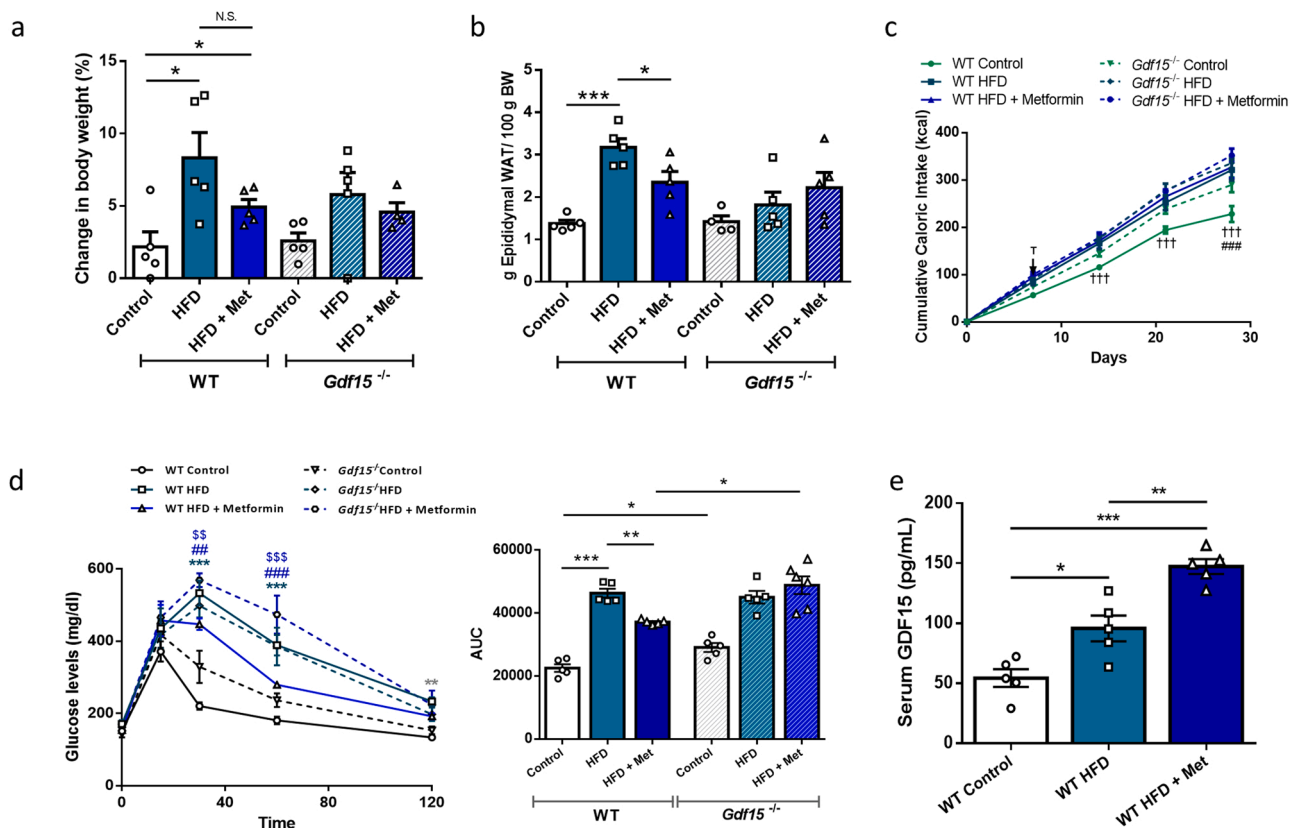 a
N.S.
*
*
Change in body weight (%)
15
10
5
0
Control
HFD
HFD + Met
Control
HFD
HFD + Met
WT
Gdf15 -/-
b
*
***
g Epididymal WAT/ 100 g BW
5
4
3
2
1
0
Control
HFD
HFD + Met
Control
HFD
HFD + Met
WT
Gdf15 -/-
c
WT Control
WT HFD
WT HFD + Metformin
Gdf15-/- Control
Gdf15-/- HFD
Gdf15-/- HFD + Metformin
Cumulative Caloric Intake (kcal)
400
300
200
100
0
†††
†††
†††
###
0
10
20
30
Days
d
WT Control
WT HFD
WT HFD + Metformin
Gdf15-/Control
Gdf15-/HFD
Gdf15-/HFD + Metformin
$$
##
***
$$$
###
***
**
Glucose levels (mg/dl)
600
400
200
0
0
40
80
120
Time
*
*
**
***
AUC
60000
40000
20000
0
Control
HFD
HFD + Met
Control
HFD
HFD + Met
WT
Gdf15 -/-
e
**
***
*
Serum GDF15 (pg/mL)
200
150
100
50
0
WT Control
WT HFD
WT HFD + Met